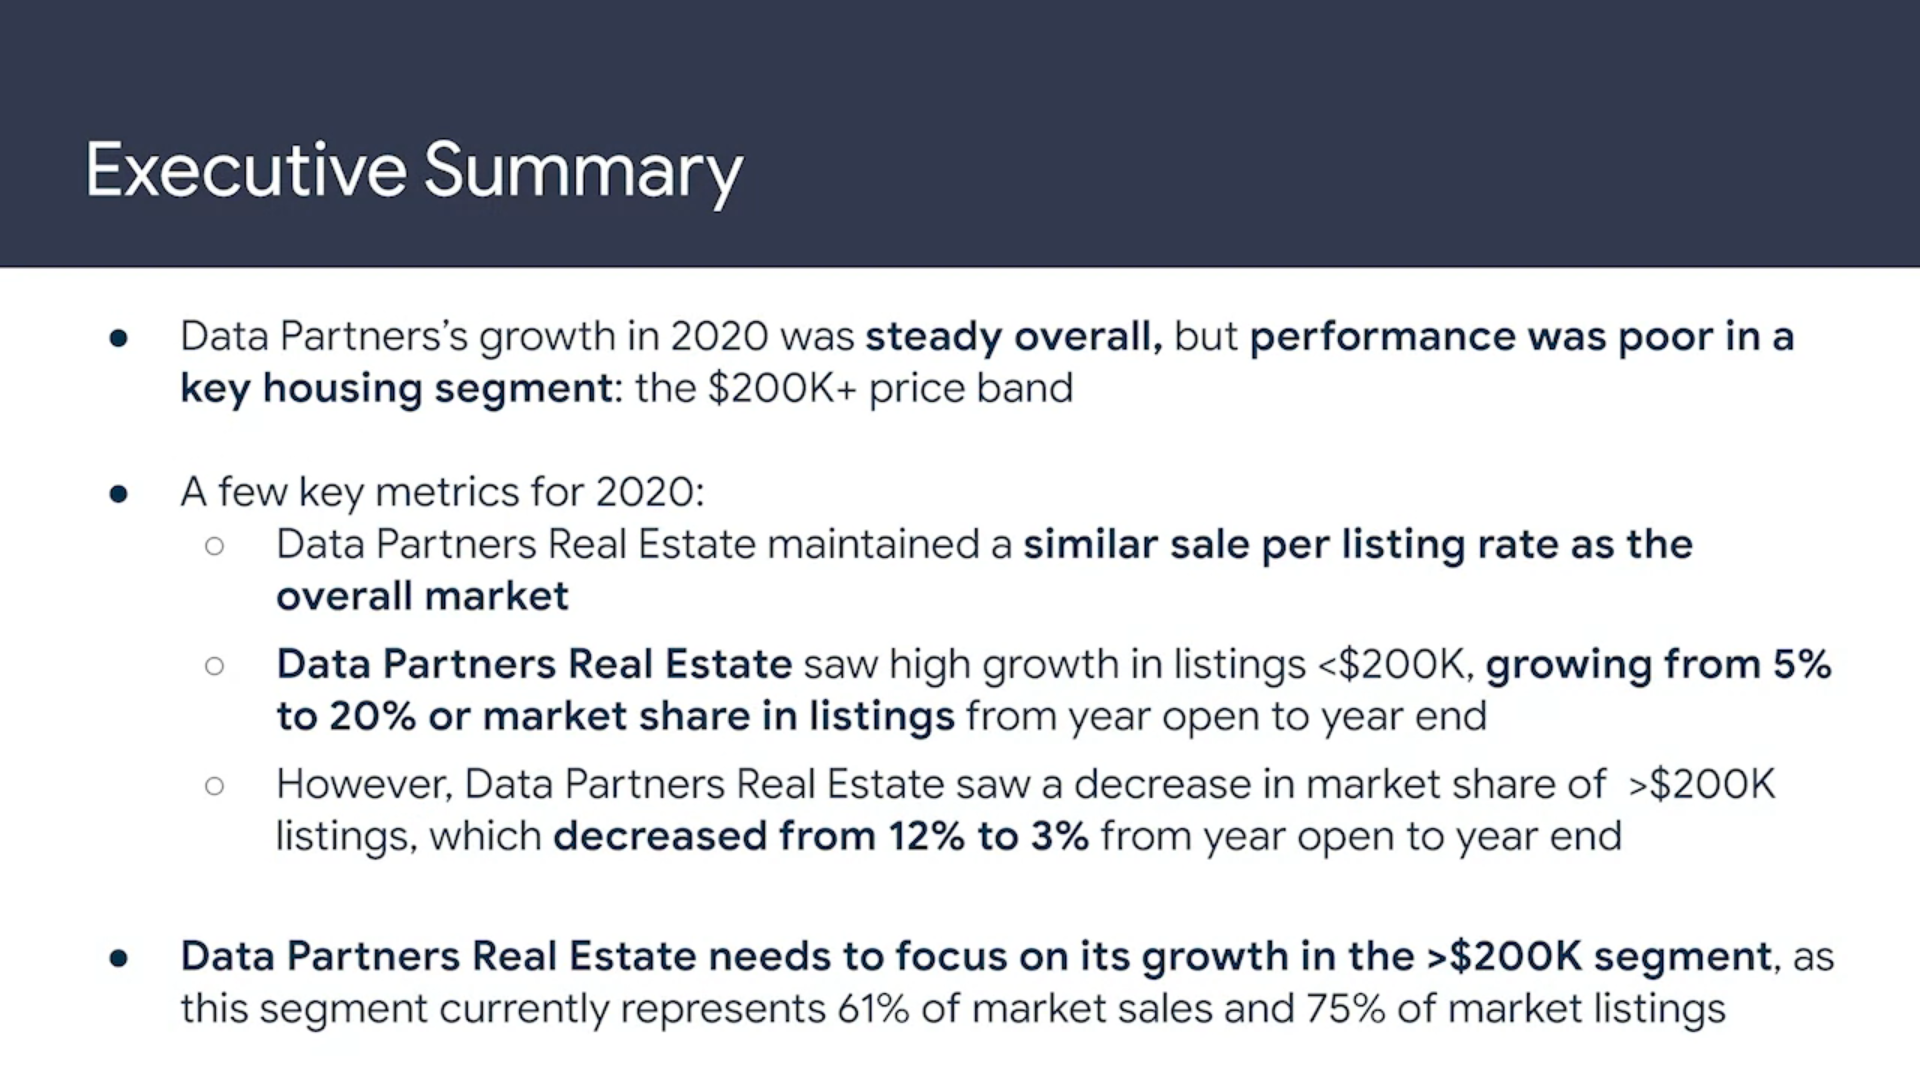 Executive Summary
● Data Partners’s growth in 2020 was steady overall, but performance was poor in a
key housing segment: the $200K+ price band
● A few key metrics for 2020:
○ Data Partners Real Estate maintained a similar sale per listing rate as the
overall market
○ Data Partners Real Estate saw high growth in listings <$200K, growing from 5%
to 20% or market share in listings from year open to year end
○ However, Data Partners Real Estate saw a decrease in market share of >$200K
listings, which decreased from 12% to 3% from year open to year end
● Data Partners Real Estate needs to focus on its growth in the >$200K segment, as
this segment currently represents 61% of market sales and 75% of market listings